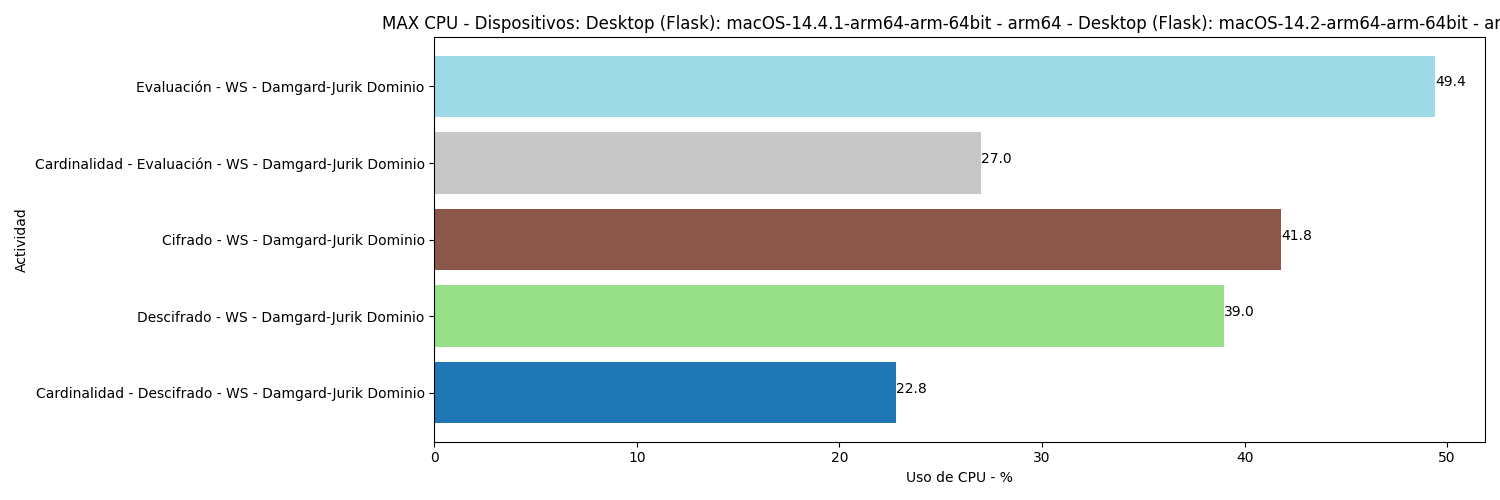 MAX CPU - Dispositivos: Desktop (Flask): macOS-14.4.1-arm64-arm-64bit - arm64 - Desktop (Flask): macOS-14.2-arm64-arm-64bit -
Evaluación - WS - Damgard-Jurik Dominio
49.4
Cardinalidad - Evaluación - WS - Damgard-Jurik Dominio
27.0
Cifrado - WS - Damgard-Jurik Dominio
41.8
Descifrado - WS - Damgard-Jurik Dominio
39.0
Cardinalidad - Descifrado - WS - Damgard-Jurik Dominio
22.8
Actividad
0 10 20 30 40 50
Uso de CPU - %